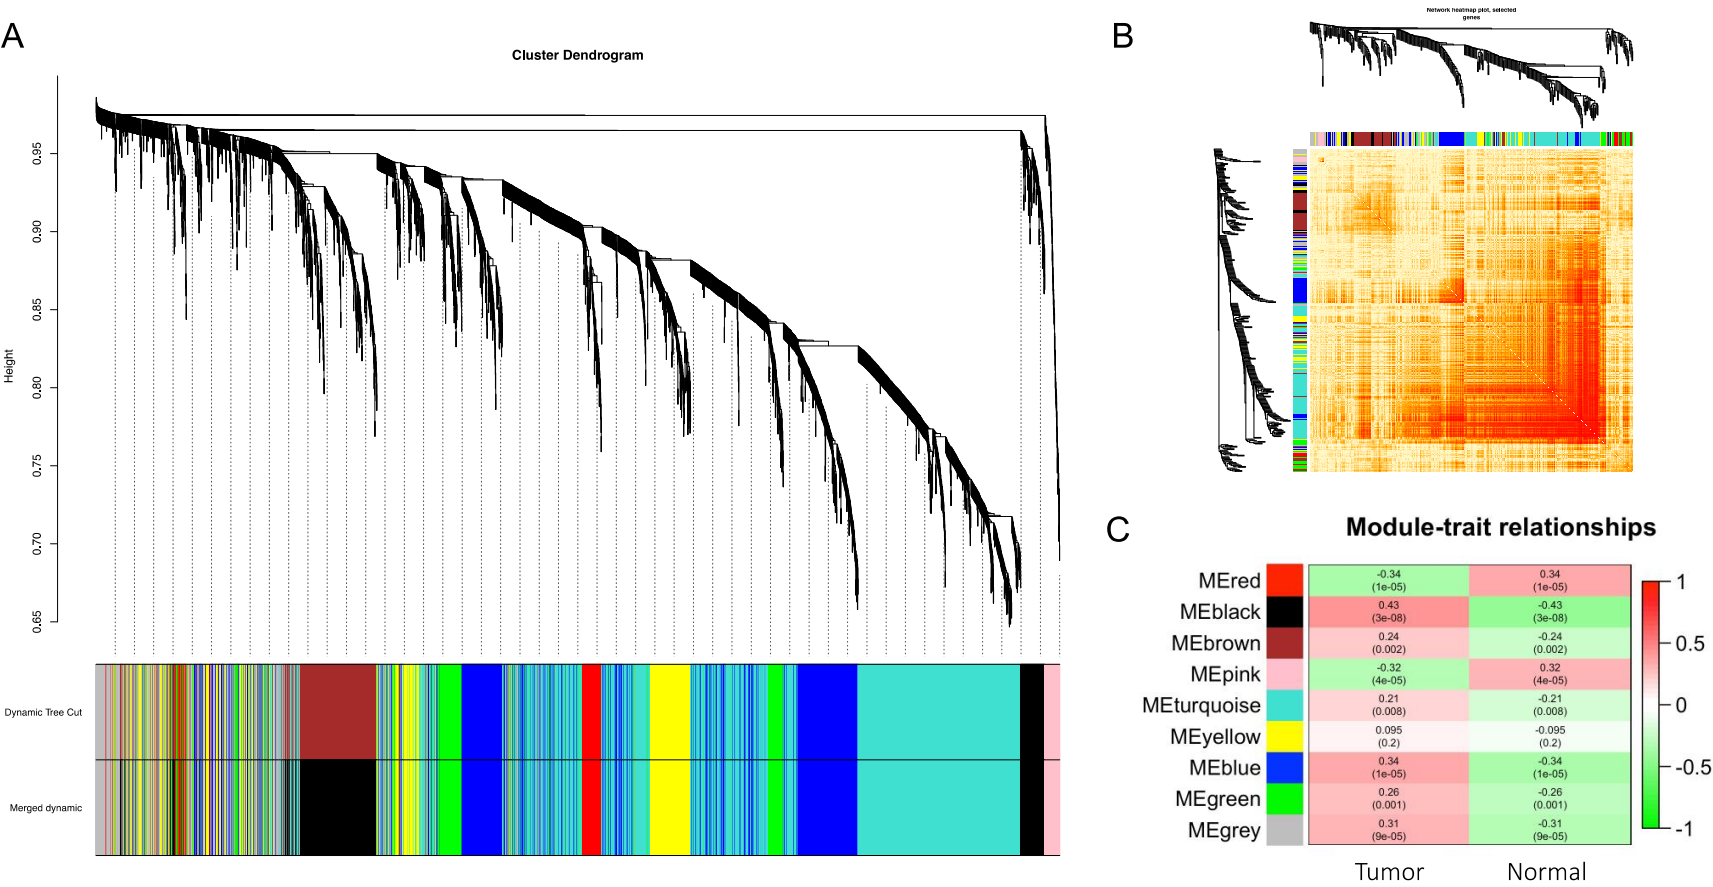 A
Cluster Dendrogram
Height
0.95
0.90
0.85
0.80
0.75
0.70
0.65
Dynamic Tree Cut
Merged dynamic
B
Network heatmap plot, selected
genes
C
Module-trait relationships
MEred
-0.34
(1e-05)
0.34
(1e-05)
MEblack
0.43
(3e-08)
-0.43
(3e-08)
MEbrown
0.24
(0.002)
-0.24
(0.002)
MEpink
-0.32
(4e-05)
0.32
(4e-05)
MEturquoise
0.21
(0.008)
-0.21
(0.008)
MEyellow
0.095
(0.2)
-0.095
(0.2)
MEblue
0.34
(1e-05)
-0.34
(1e-05)
MEgreen
0.26
(0.001)
-0.26
(0.001)
MEgrey
0.31
(9e-05)
-0.31
(9e-05)
Tumor
Normal
1
0.5
0
-0.5
-1